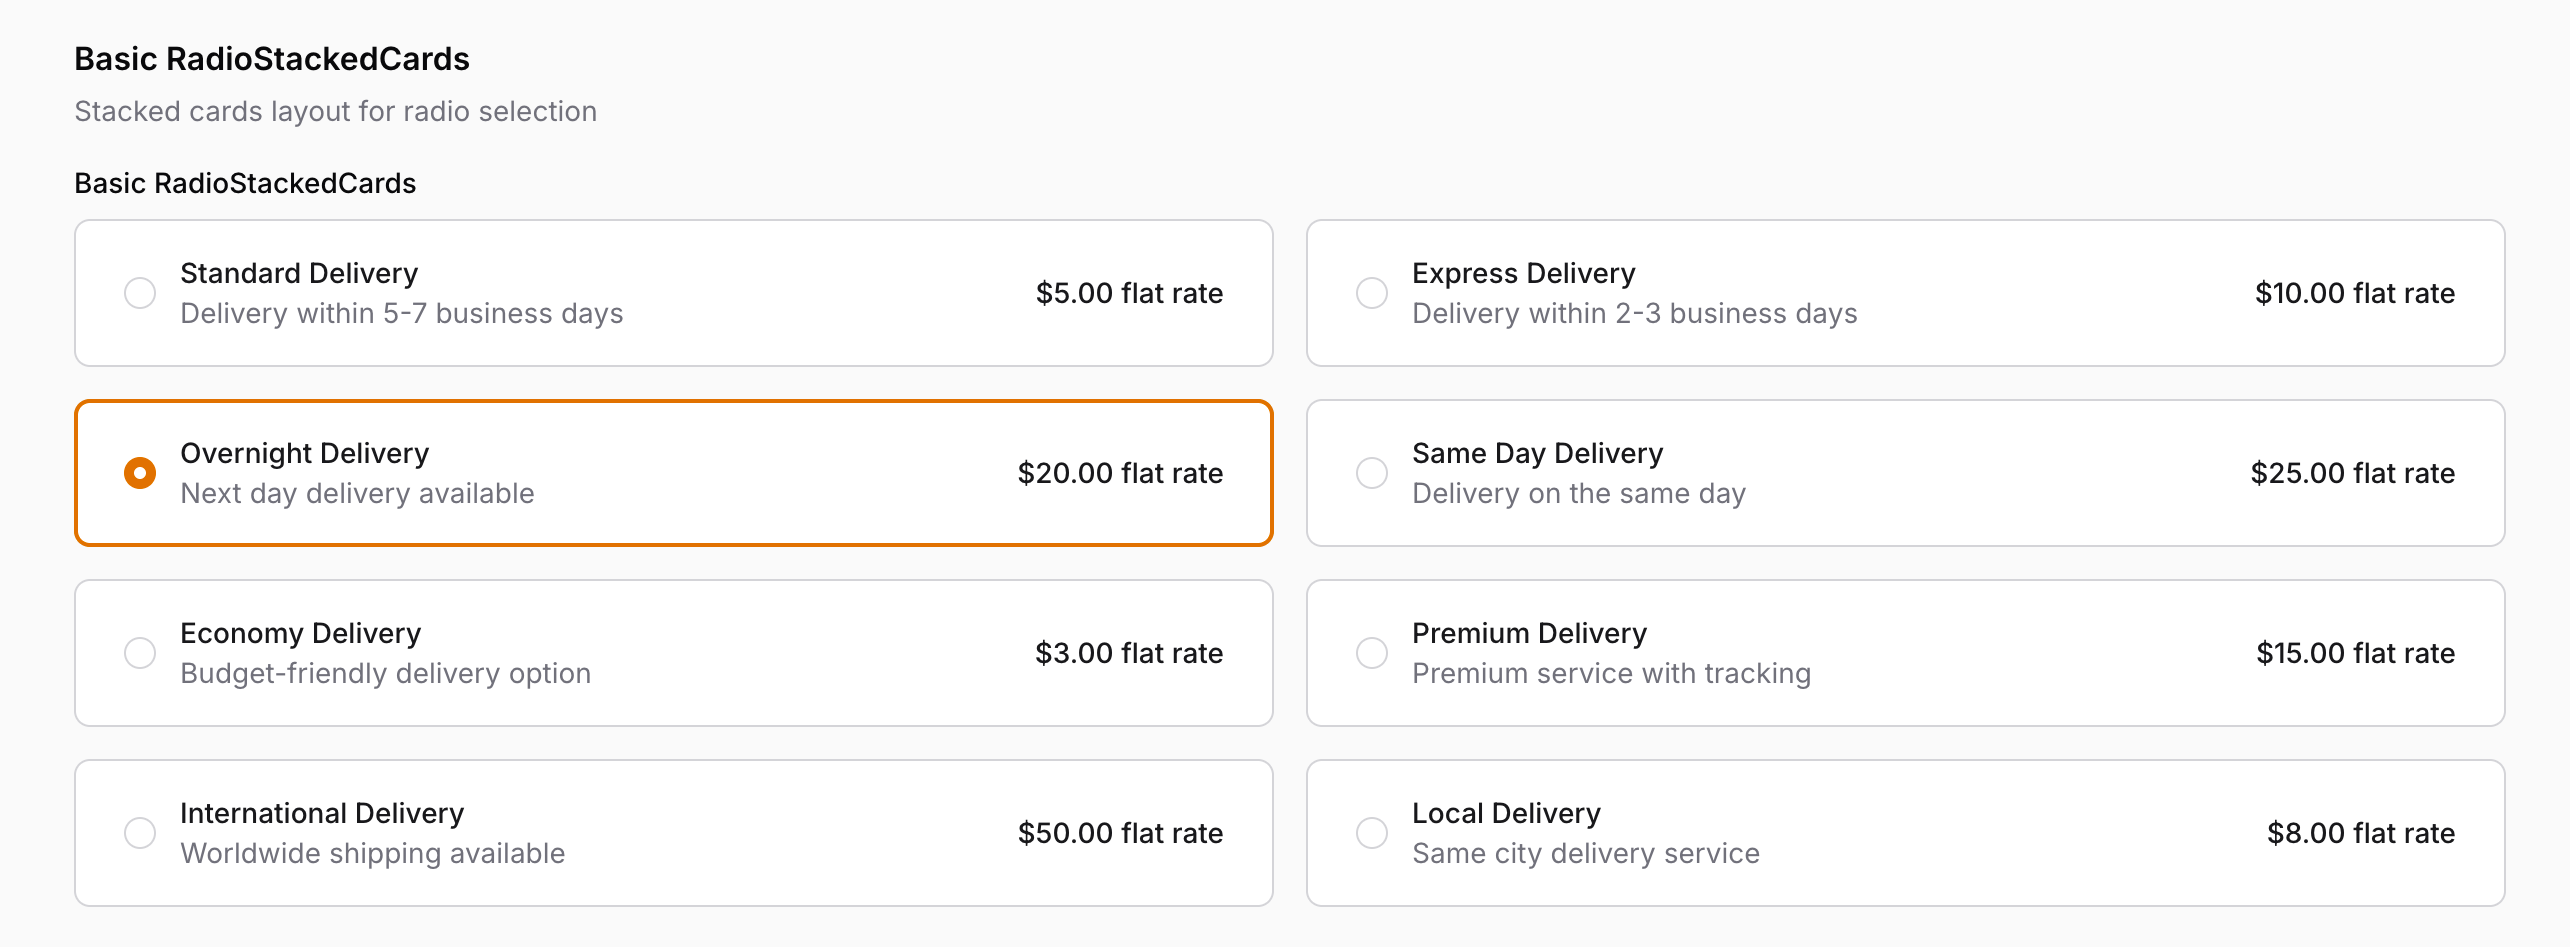 Basic RadioStackedCards
Stacked cards layout for radio selection
Basic RadioStackedCards
Standard Delivery
Delivery within 5-7 business days
$5.00 flat rate
Express Delivery
Delivery within 2-3 business days
$10.00 flat rate
Overnight Delivery
Next day delivery available
$20.00 flat rate
Same Day Delivery
Delivery on the same day
$25.00 flat rate
Economy Delivery
Budget-friendly delivery option
$3.00 flat rate
Premium Delivery
Premium service with tracking
$15.00 flat rate
International Delivery
Worldwide shipping available
$50.00 flat rate
Local Delivery
Same city delivery service
$8.00 flat rate